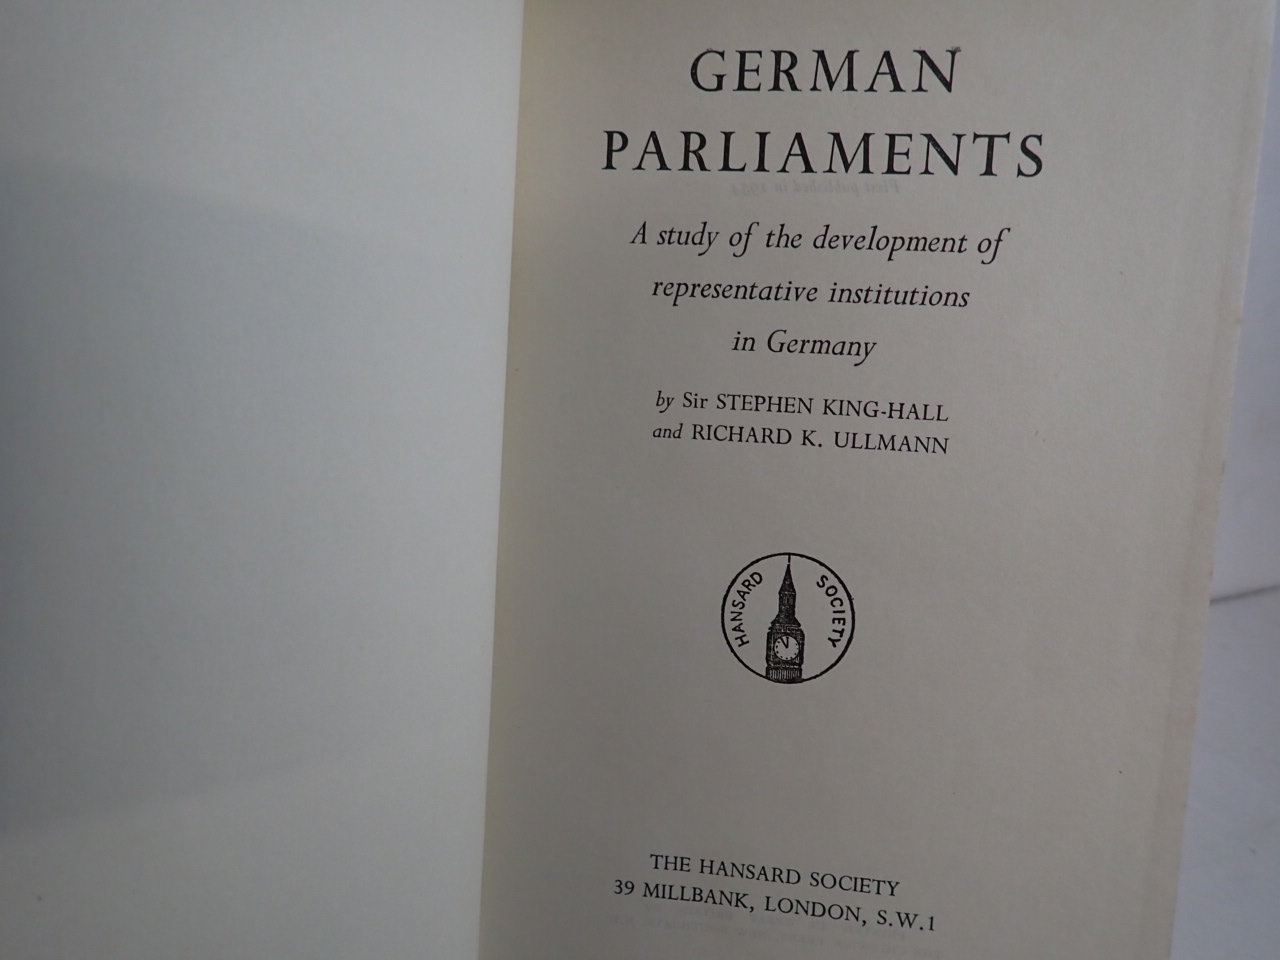 GERMAN
PARLIAMENTS
A study of the development of
representative institutions
in Germany
by Sir STEPHEN KING-HALL
and RICHARD K. ULLMANN
HANSARD SOCIETY
THE HANSARD SOCIETY
39 MILLBANK, LONDON, S.W.1